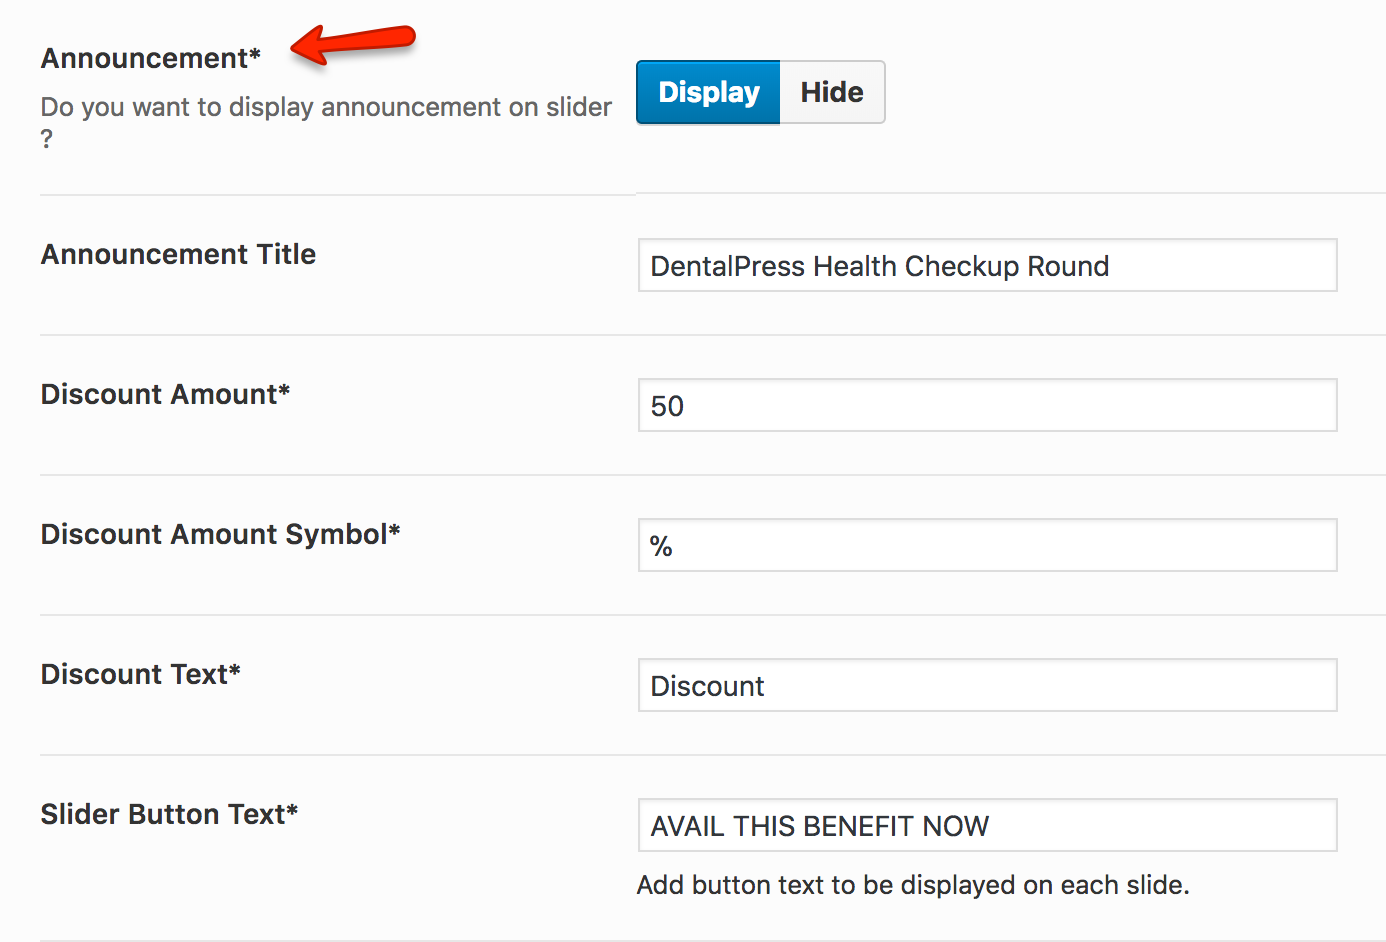 Announcement*
Do you want to display announcement on slider
?
Display
Hide
Announcement Title
DentalPress Health Checkup Round
Discount Amount*
50
Discount Amount Symbol*
%
Discount Text*
Discount
Slider Button Text*
AVAIL THIS BENEFIT NOW
Add button text to be displayed on each slide.